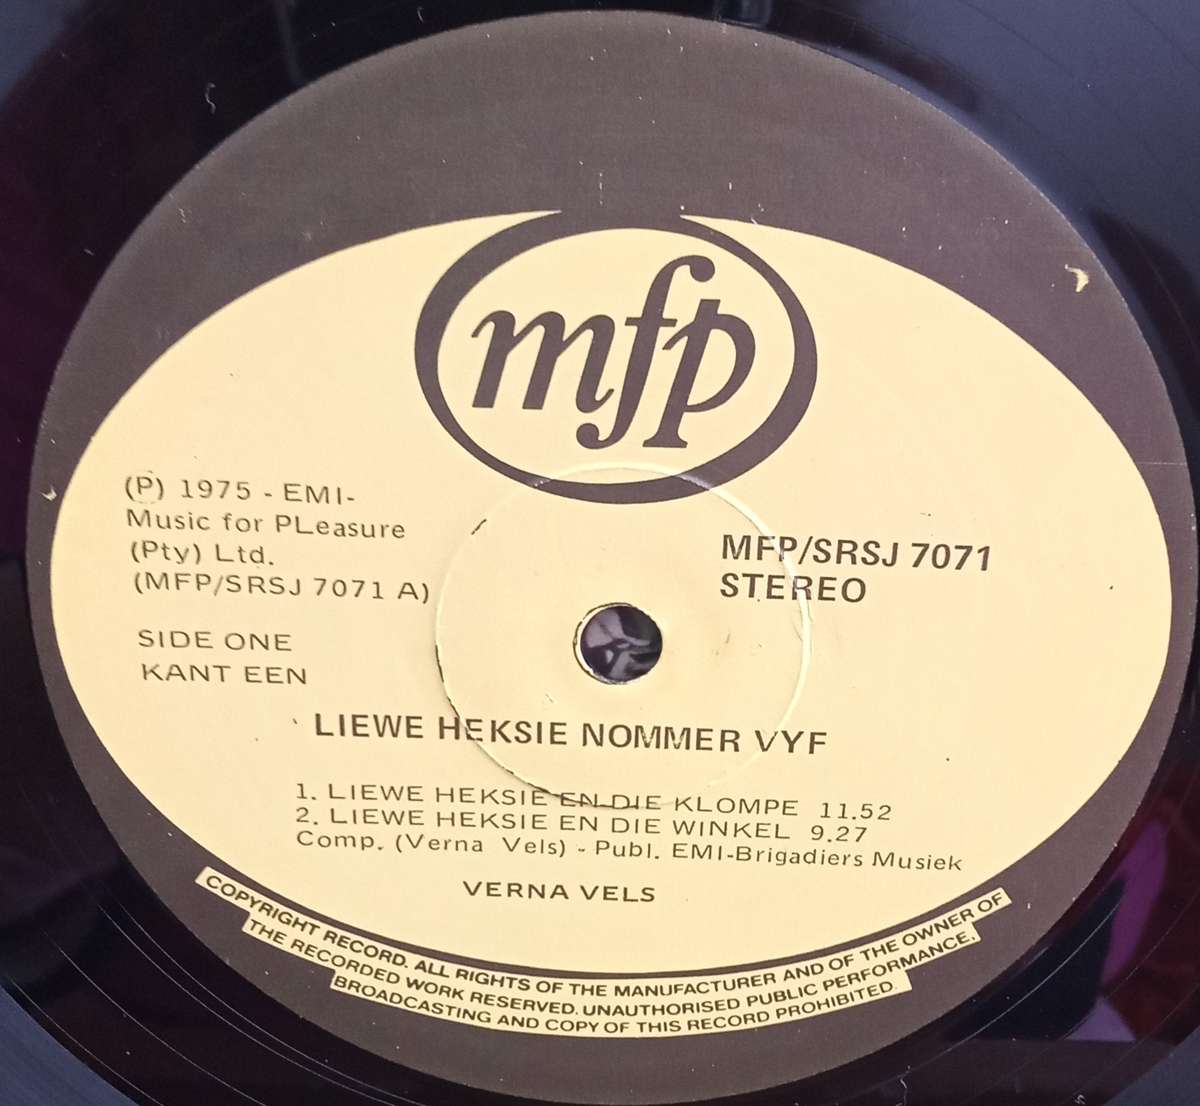 mfp
(P) 1975 - EMI-
Music for PLeasure
(Pty) Ltd.
(MFP/SRSJ 7071 A)
MFP/SRSJ 7071
STEREO
SIDE ONE
KANT EEN
LIEWE HEKSIE NOMMER VYF
1. LIEWE HEKSIE EN DIE KLOMPE 11.52
2. LIEWE HEKSIE EN DIE WINKEL 9.27
Comp. (Verna Vels) - Publ. EMI-Brigadiers Musiek
VERNA VELS
COPYRIGHT RECORD. ALL RIGHTS OF THE MANUFACTURER AND OF THE OWNER OF
THE RECORDED WORK RESERVED. UNAUTHORISED PUBLIC PERFORMANCE,
BROADCASTING AND COPY OF THIS RECORD PROHIBITED.